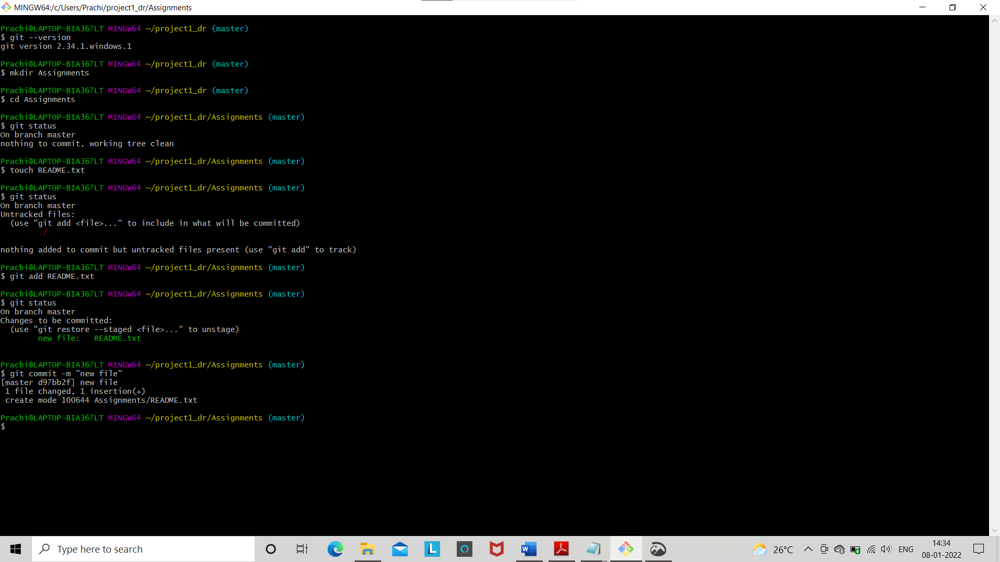 MINGW64:/c/Users/Prachi/project1_dr/Assignments
Prachi@LAPTOP-BIA367LT MINGW64 ~/project1_dr (master)
$ git --version
git version 2.34.1.windows.1
Prachi@LAPTOP-BIA367LT MINGW64 ~/project1_dr (master)
$ mkdir Assignments
Prachi@LAPTOP-BIA367LT MINGW64 ~/project1_dr (master)
$ cd Assignments
Prachi@LAPTOP-BIA367LT MINGW64 ~/project1_dr/Assignments (master)
$ git status
On branch master
nothing to commit, working tree clean
Prachi@LAPTOP-BIA367LT MINGW64 ~/project1_dr/Assignments (master)
$ touch README.txt
Prachi@LAPTOP-BIA367LT MINGW64 ~/project1_dr/Assignments (master)
$ git status
On branch master
Untracked files:
  (use "git add <file>..." to include in what will be committed)
        ./
nothing added to commit but untracked files present (use "git add" to track)
Prachi@LAPTOP-BIA367LT MINGW64 ~/project1_dr/Assignments (master)
$ git add README.txt
Prachi@LAPTOP-BIA367LT MINGW64 ~/project1_dr/Assignments (master)
$ git status
On branch master
Changes to be committed:
  (use "git restore --staged <file>..." to unstage)
        new file:   README.txt
Prachi@LAPTOP-BIA367LT MINGW64 ~/project1_dr/Assignments (master)
$ git commit -m "new file"
[master d97bb2f] new file
 1 file changed, 1 insertion(+)
 create mode 100644 Assignments/README.txt
Prachi@LAPTOP-BIA367LT MINGW64 ~/project1_dr/Assignments (master)
$
Type here to search
L
W
26°C
ENG
14:34
08-01-2022